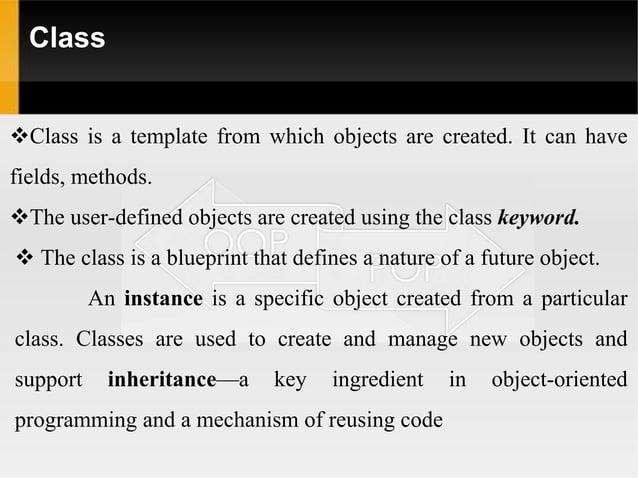 Class
❖Class is a template from which objects are created. It can have
fields, methods.
❖The user-defined objects are created using the class keyword.
❖ The class is a blueprint that defines a nature of a future object.
An instance is a specific object created from a particular
class. Classes are used to create and manage new objects and
support inheritance—a key ingredient in object-oriented
programming and a mechanism of reusing code
OOP
POP